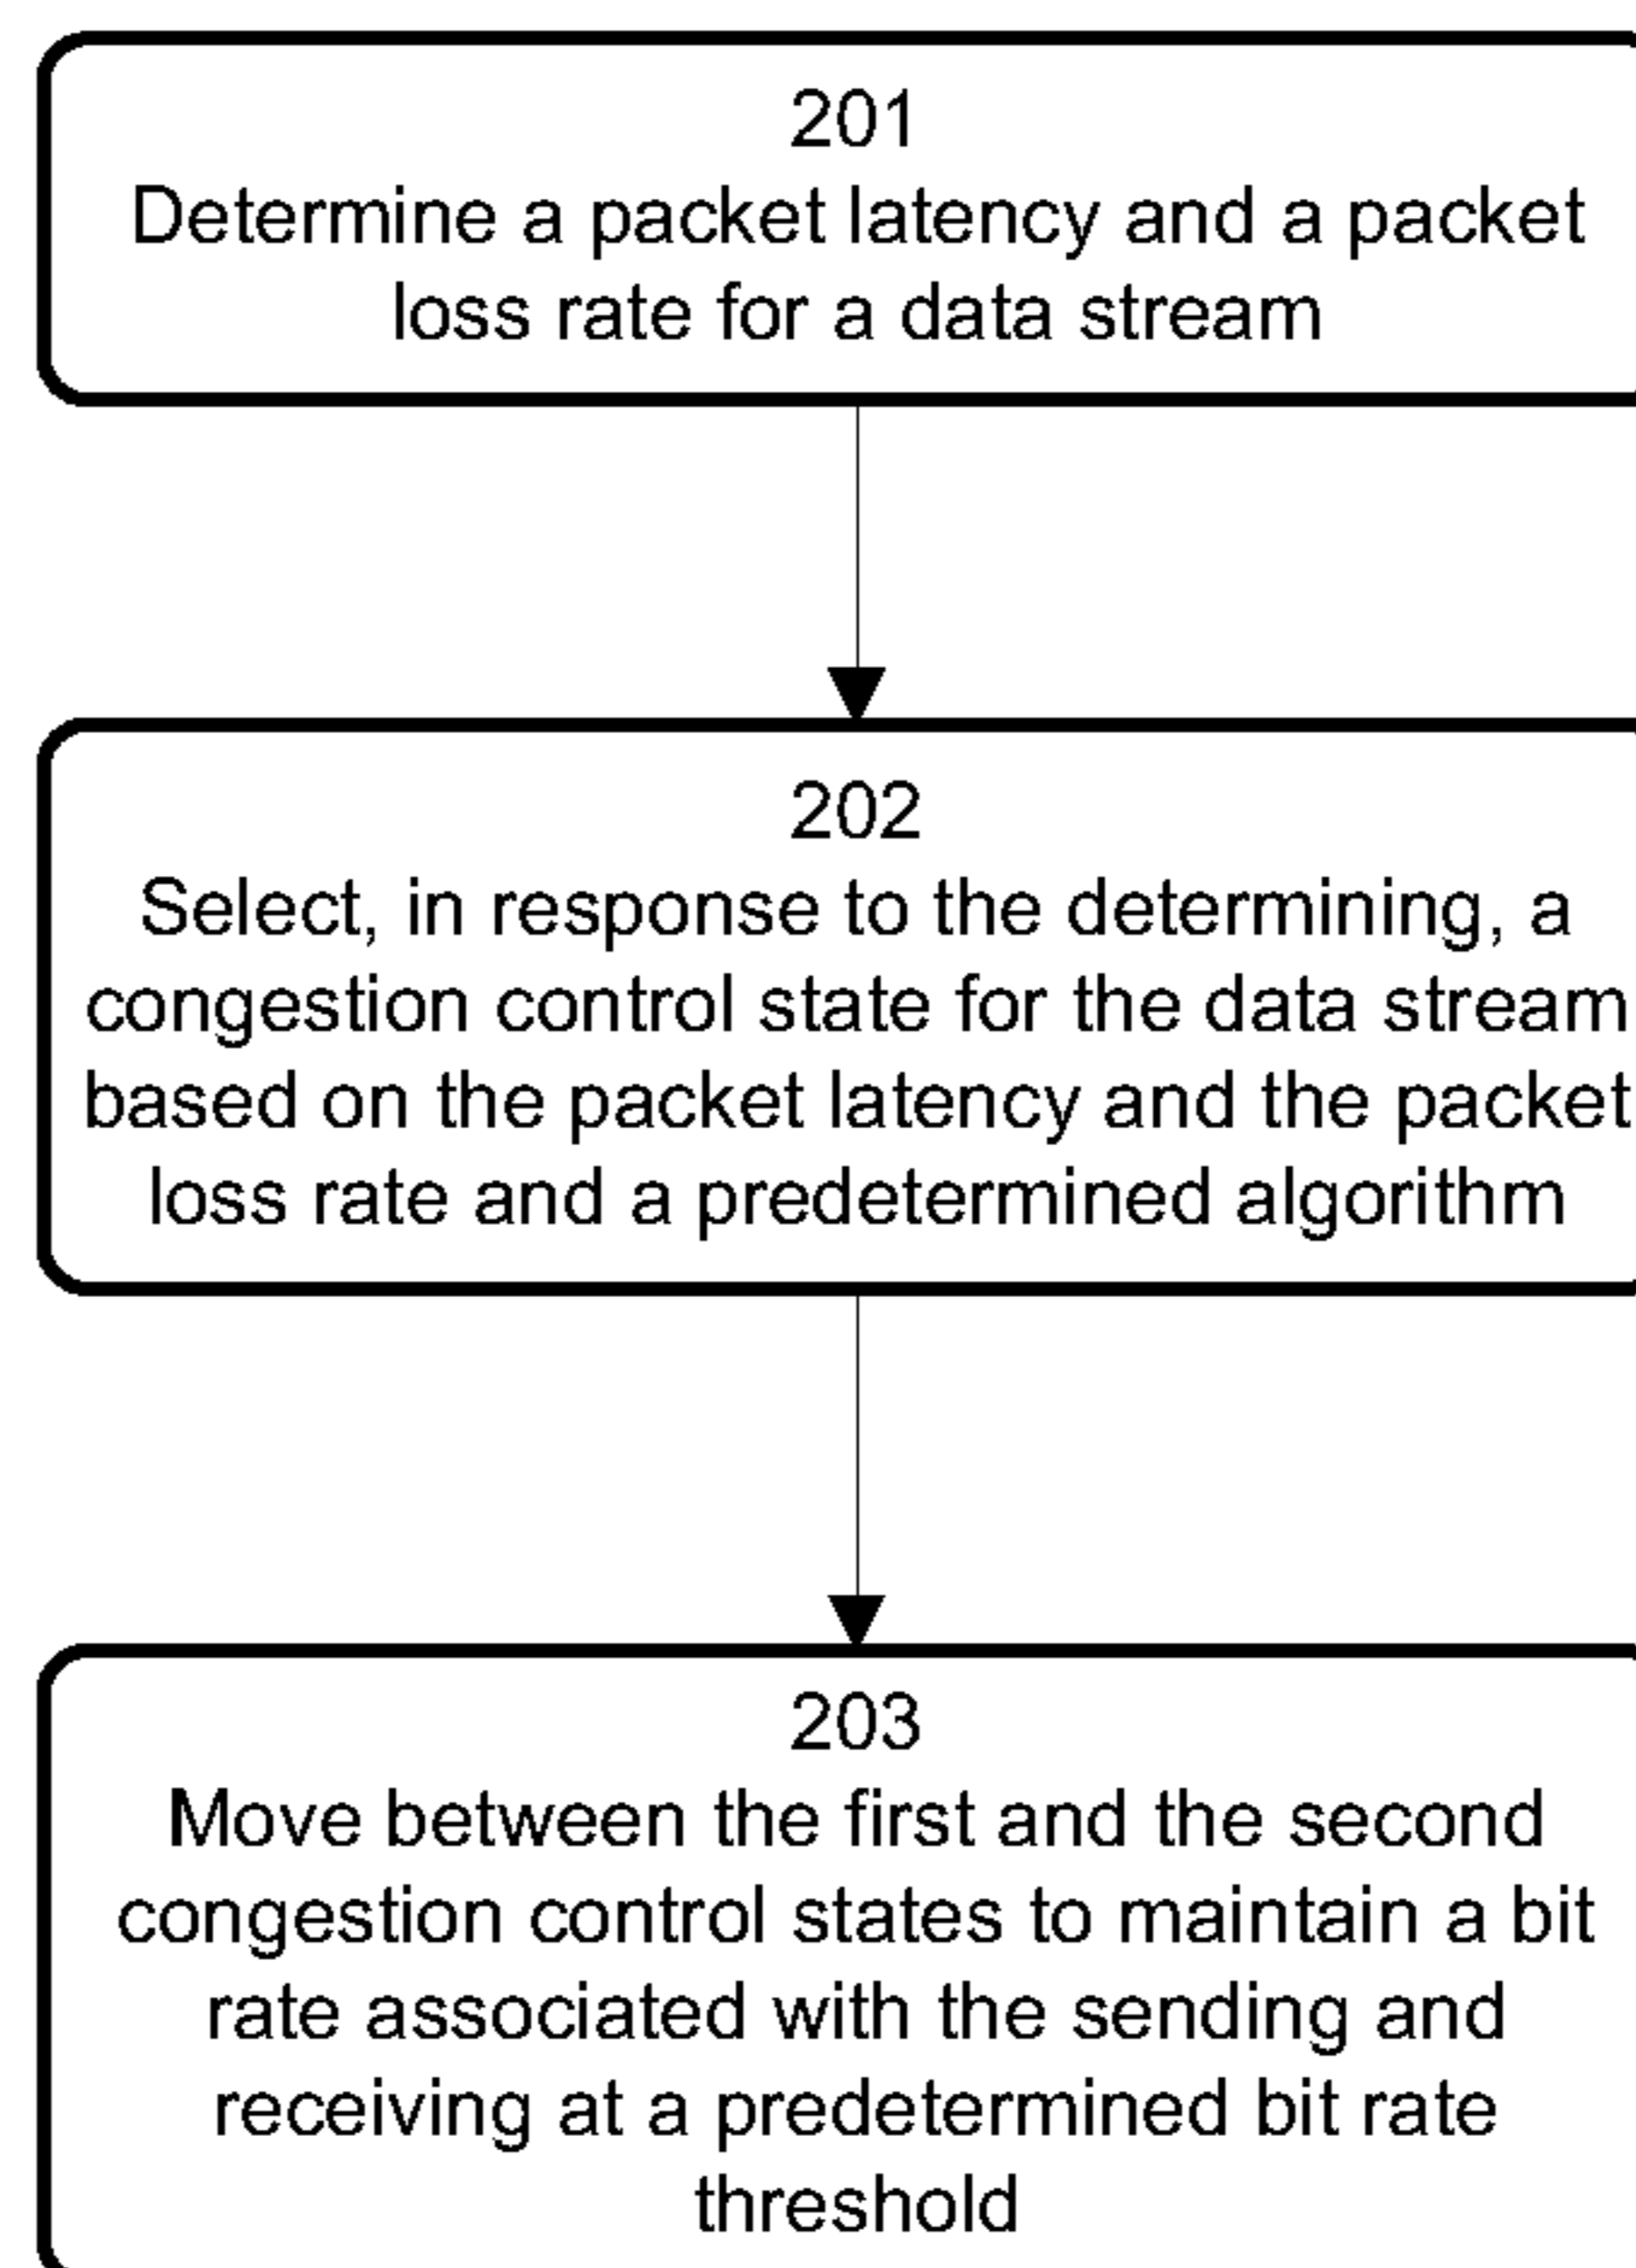 201
Determine a packet latency and a packet
loss rate for a data stream
202
Select, in response to the determining, a
congestion control state for the data stream
based on the packet latency and the packet
loss rate and a predetermined algorithm
203
Move between the first and the second
congestion control states to maintain a bit
rate associated with the sending and
receiving at a predetermined bit rate
threshold